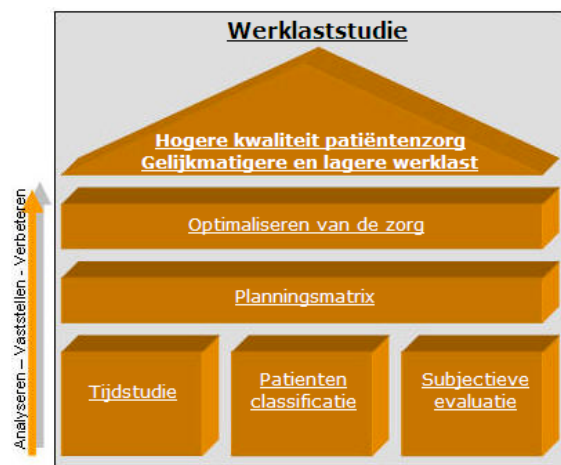 Werklaststudie
Hogere kwaliteit patiëntenzorg
Gelijkmatigere en lagere werklast
Optimaliseren van de zorg
Planningsmatrix
Tijdstudie
Patienten
classificatie
Subjectieve
evaluatie
Analyseren – Vaststellen - Verbeteren